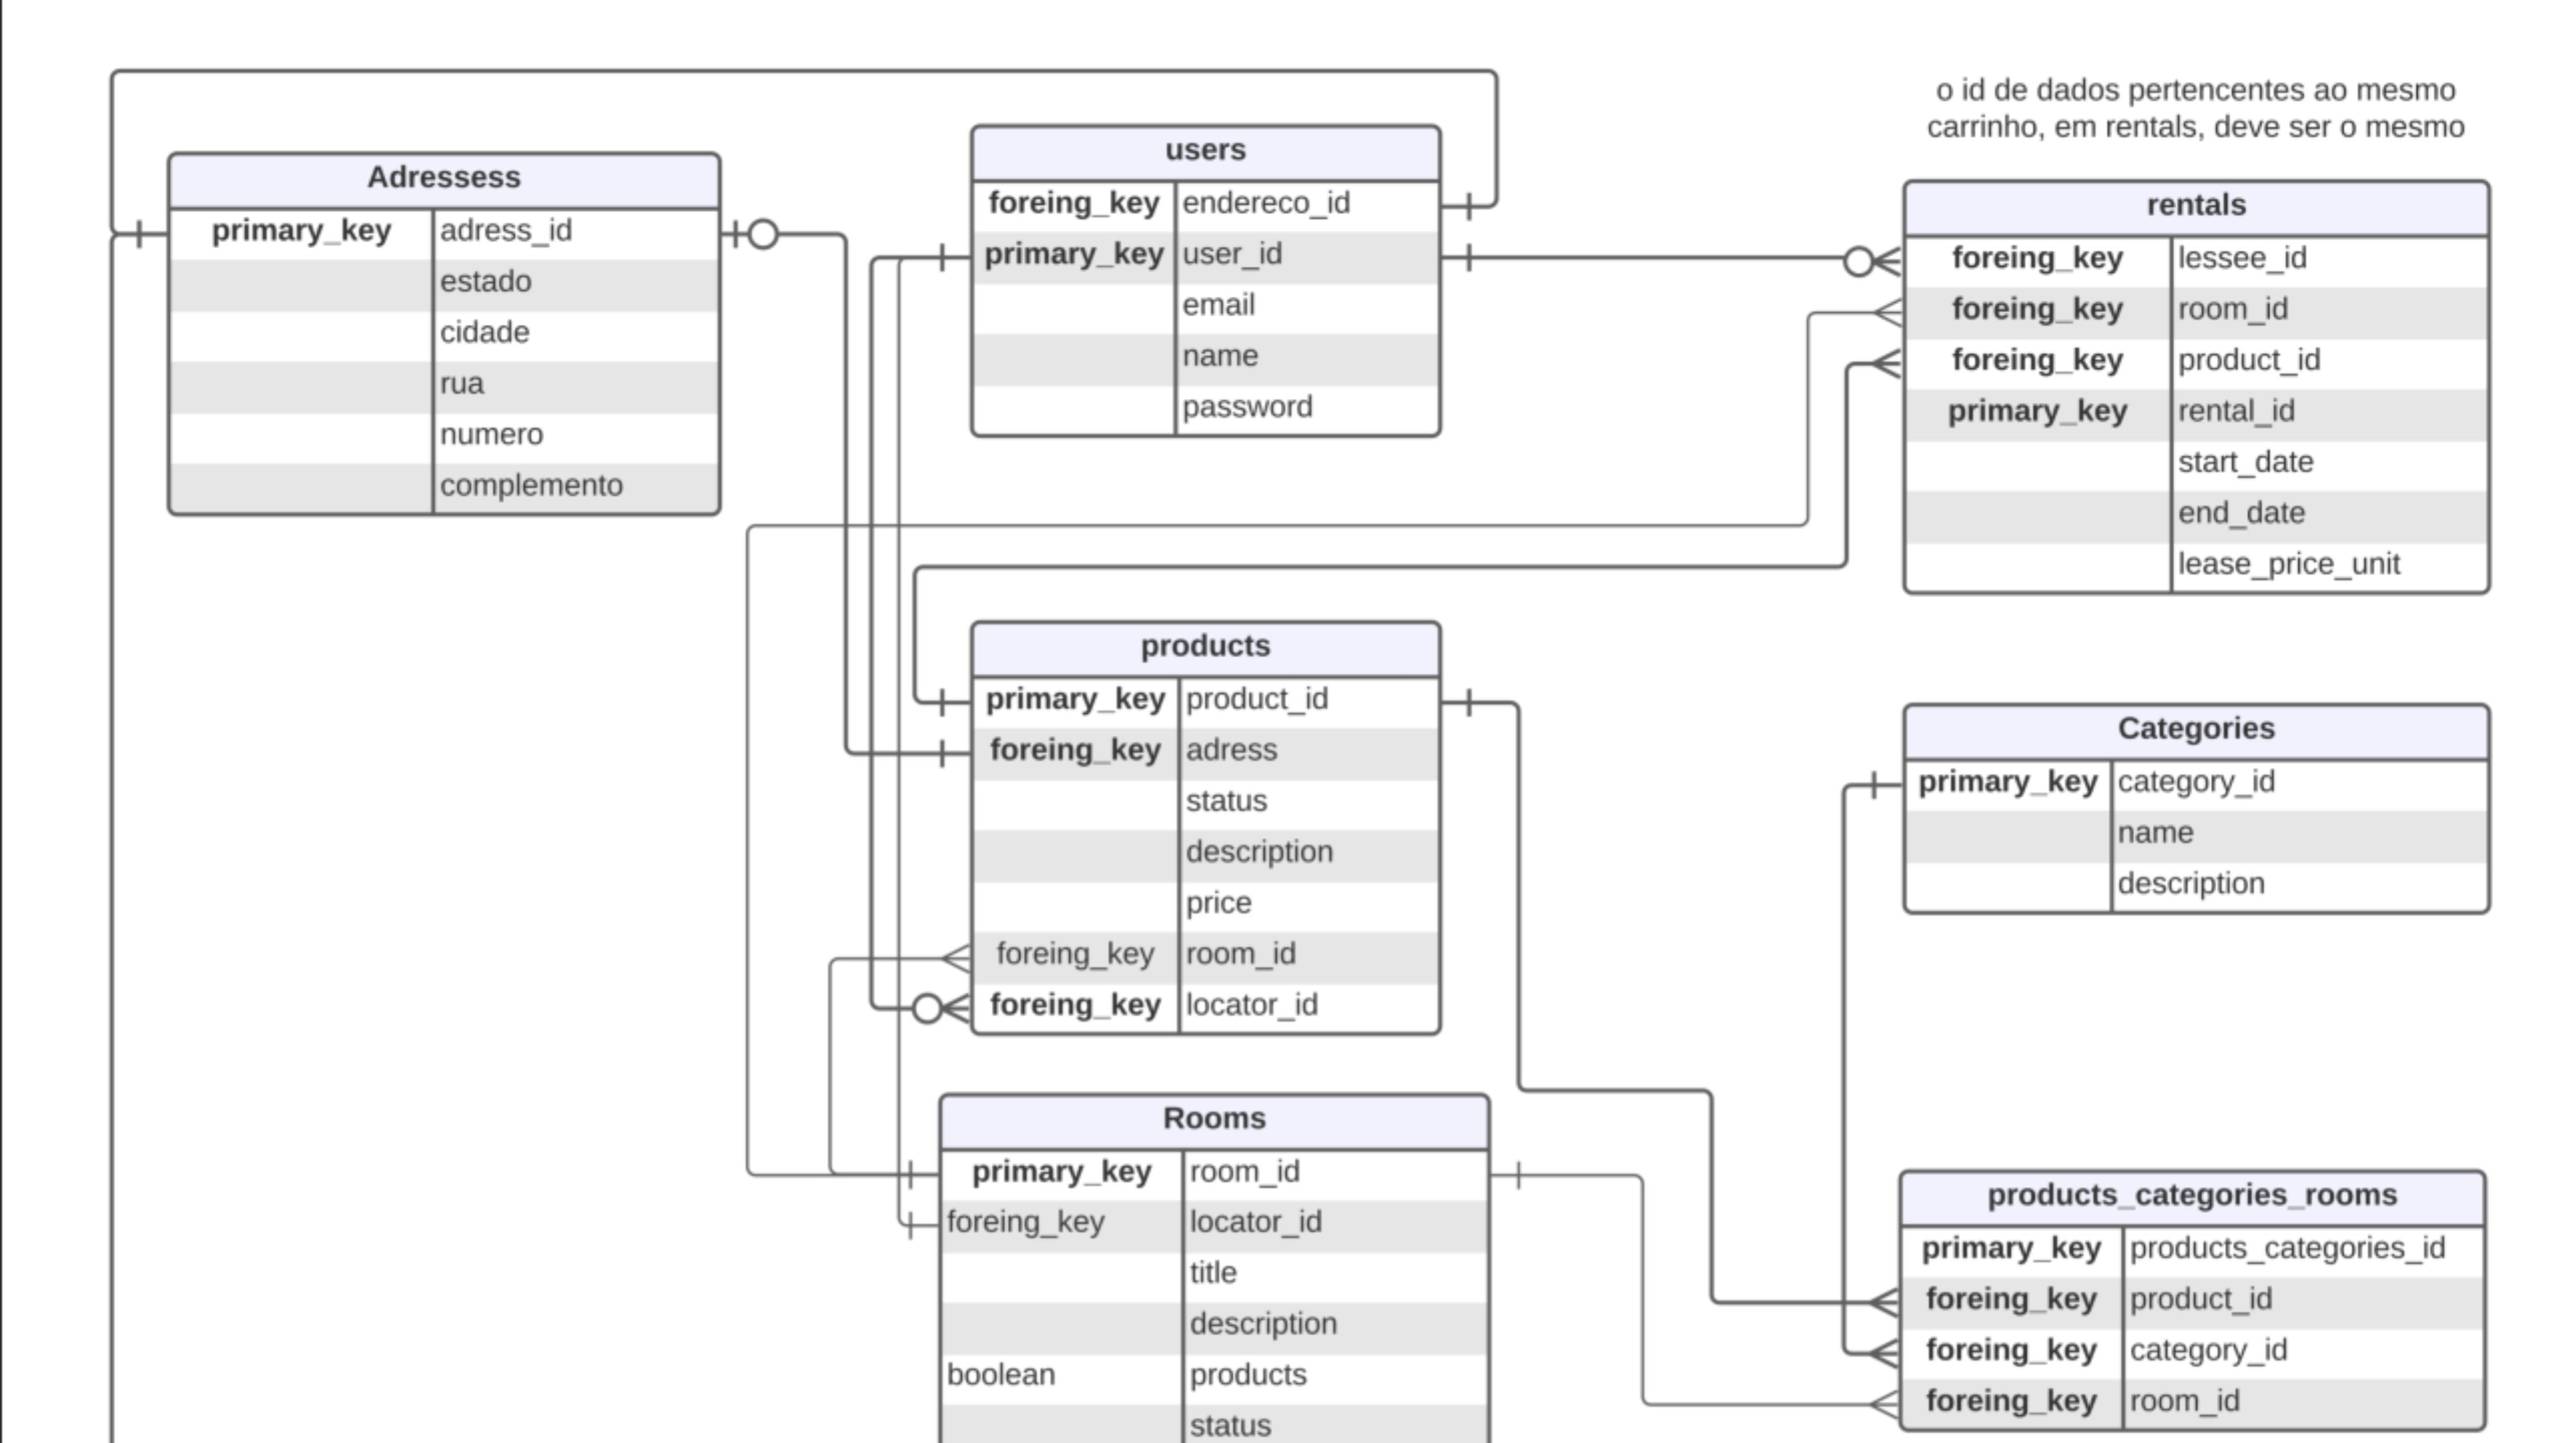 o id de dados pertencentes ao mesmo
carrinho, em rentals, deve ser o mesmo
Adressess
primary_key adress_id
estado
cidade
rua
numero
complemento
users
foreing_key endereco_id
primary_key user_id
email
name
password
rentals
foreing_key lessee_id
foreing_key room_id
foreing_key product_id
primary_key rental_id
start_date
end_date
lease_price_unit
products
primary_key product_id
foreing_key adress
status
description
price
foreing_key room_id
foreing_key locator_id
Categories
primary_key category_id
name
description
Rooms
primary_key room_id
foreing_key locator_id
title
description
boolean products
status
products_categories_rooms
primary_key products_categories_id
foreing_key product_id
foreing_key category_id
foreing_key room_id